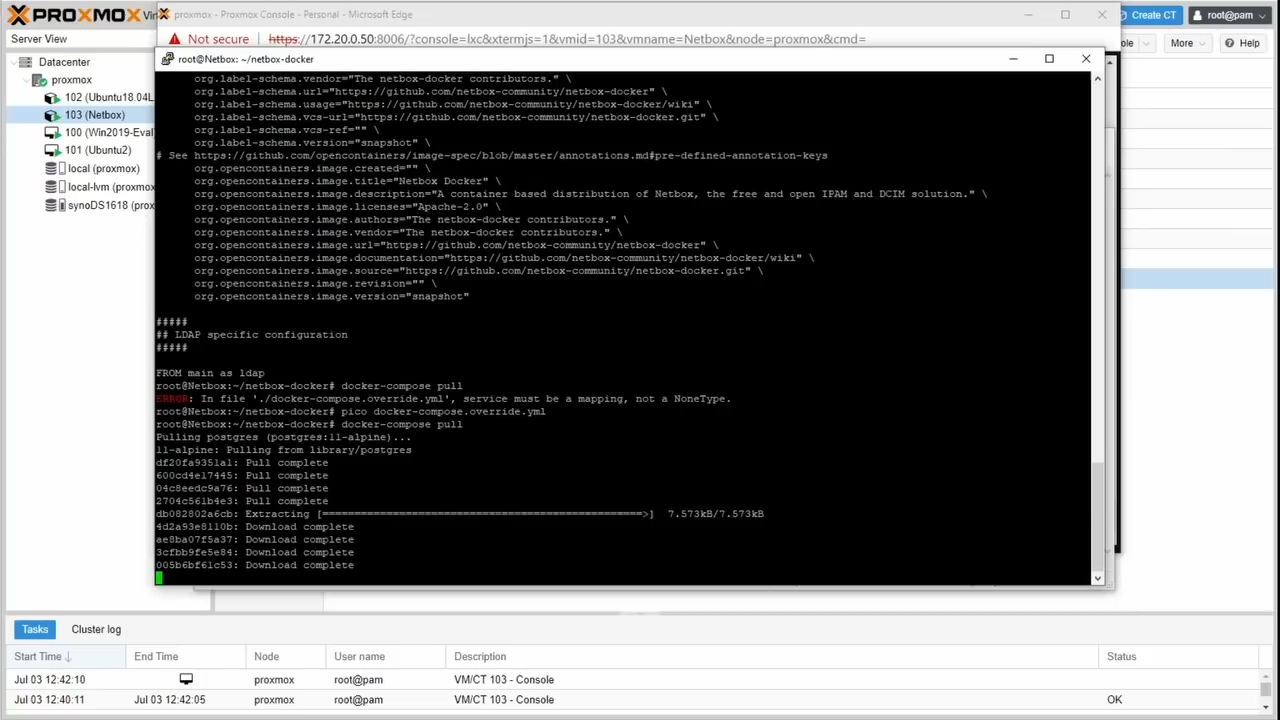 PROXMOX Vir
proxmox - Proxmox Console - Personal - Microsoft Edge
Create CT
root@pam
Server View
Not secure
https://172.20.0.50:8006/?console=lxc&xtermjs=1&vmid=103&vmname=Netbox&node=proxmox&cmd=
ole
More
Help
Datacenter
proxmox
102 (Ubuntu18.04L
103 (Netbox)
100 (Win2019-Eval
101 (Ubuntu2)
local (proxmox)
local-lvm (proxmox
synoDS1618 (prox
root@Netbox: ~/netbox-docker
org.label-schema.vendor="The netbox-docker contributors." \
org.label-schema.url="https://github.com/netbox-community/netbox-docker" \
org.label-schema.usage="https://github.com/netbox-community/netbox-docker/wiki" \
org.label-schema.vcs-url="https://github.com/netbox-community/netbox-docker.git" \
org.label-schema.vcs-ref="" \
org.label-schema.version="snapshot" \
# See https://github.com/opencontainers/image-spec/blob/master/annotations.md#pre-defined-annotation-keys
org.opencontainers.image.created="" \
org.opencontainers.image.title="Netbox Docker" \
org.opencontainers.image.description="A container based distribution of Netbox, the free and open IPAM and DCIM solution." \
org.opencontainers.image.licenses="Apache-2.0" \
org.opencontainers.image.authors="The netbox-docker contributors." \
org.opencontainers.image.vendor="The netbox-docker contributors." \
org.opencontainers.image.url="https://github.com/netbox-community/netbox-docker" \
org.opencontainers.image.documentation="https://github.com/netbox-community/netbox-docker/wiki" \
org.opencontainers.image.source="https://github.com/netbox-community/netbox-docker.git" \
org.opencontainers.image.revision="" \
org.opencontainers.image.version="snapshot"
#####
## LDAP specific configuration
#####
FROM main as ldap
root@Netbox:~/netbox-docker# docker-compose pull
ERROR: In file './docker-compose.override.yml', service must be a mapping, not a NoneType.
root@Netbox:~/netbox-docker# pico docker-compose.override.yml
root@Netbox:~/netbox-docker# docker-compose pull
Pulling postgres (postgres:11-alpine)...
11-alpine: Pulling from library/postgres
df20fa9351a1: Pull complete
600cd4e17445: Pull complete
04c8eedc9a76: Pull complete
2704c561b4e3: Pull complete
db082802a6cb: Extracting [==================================================>] 7.573kB/7.573kB
4d2a93e8110b: Download complete
ae8ba07f5a37: Download complete
3cfbb9fe5e84: Download complete
005b6bf61c53: Download complete
Tasks
Cluster log
Start Time
End Time
Node
User name
Description
Status
Jul 03 12:42:10
proxmox
root@pam
VM/CT 103 - Console
Jul 03 12:40:11
Jul 03 12:42:05
proxmox
root@pam
VM/CT 103 - Console
OK